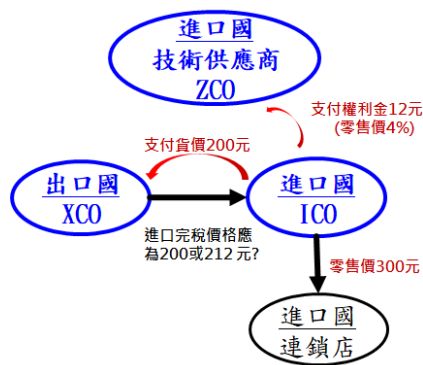 進口國
技術供應商
ZCO
支付權利金12元
(零售價4%)
支付貨價200元
出口國
XCO
進口國
ICO
進口完稅價格應
為200或212元?
零售價300元
進口國
連鎖店